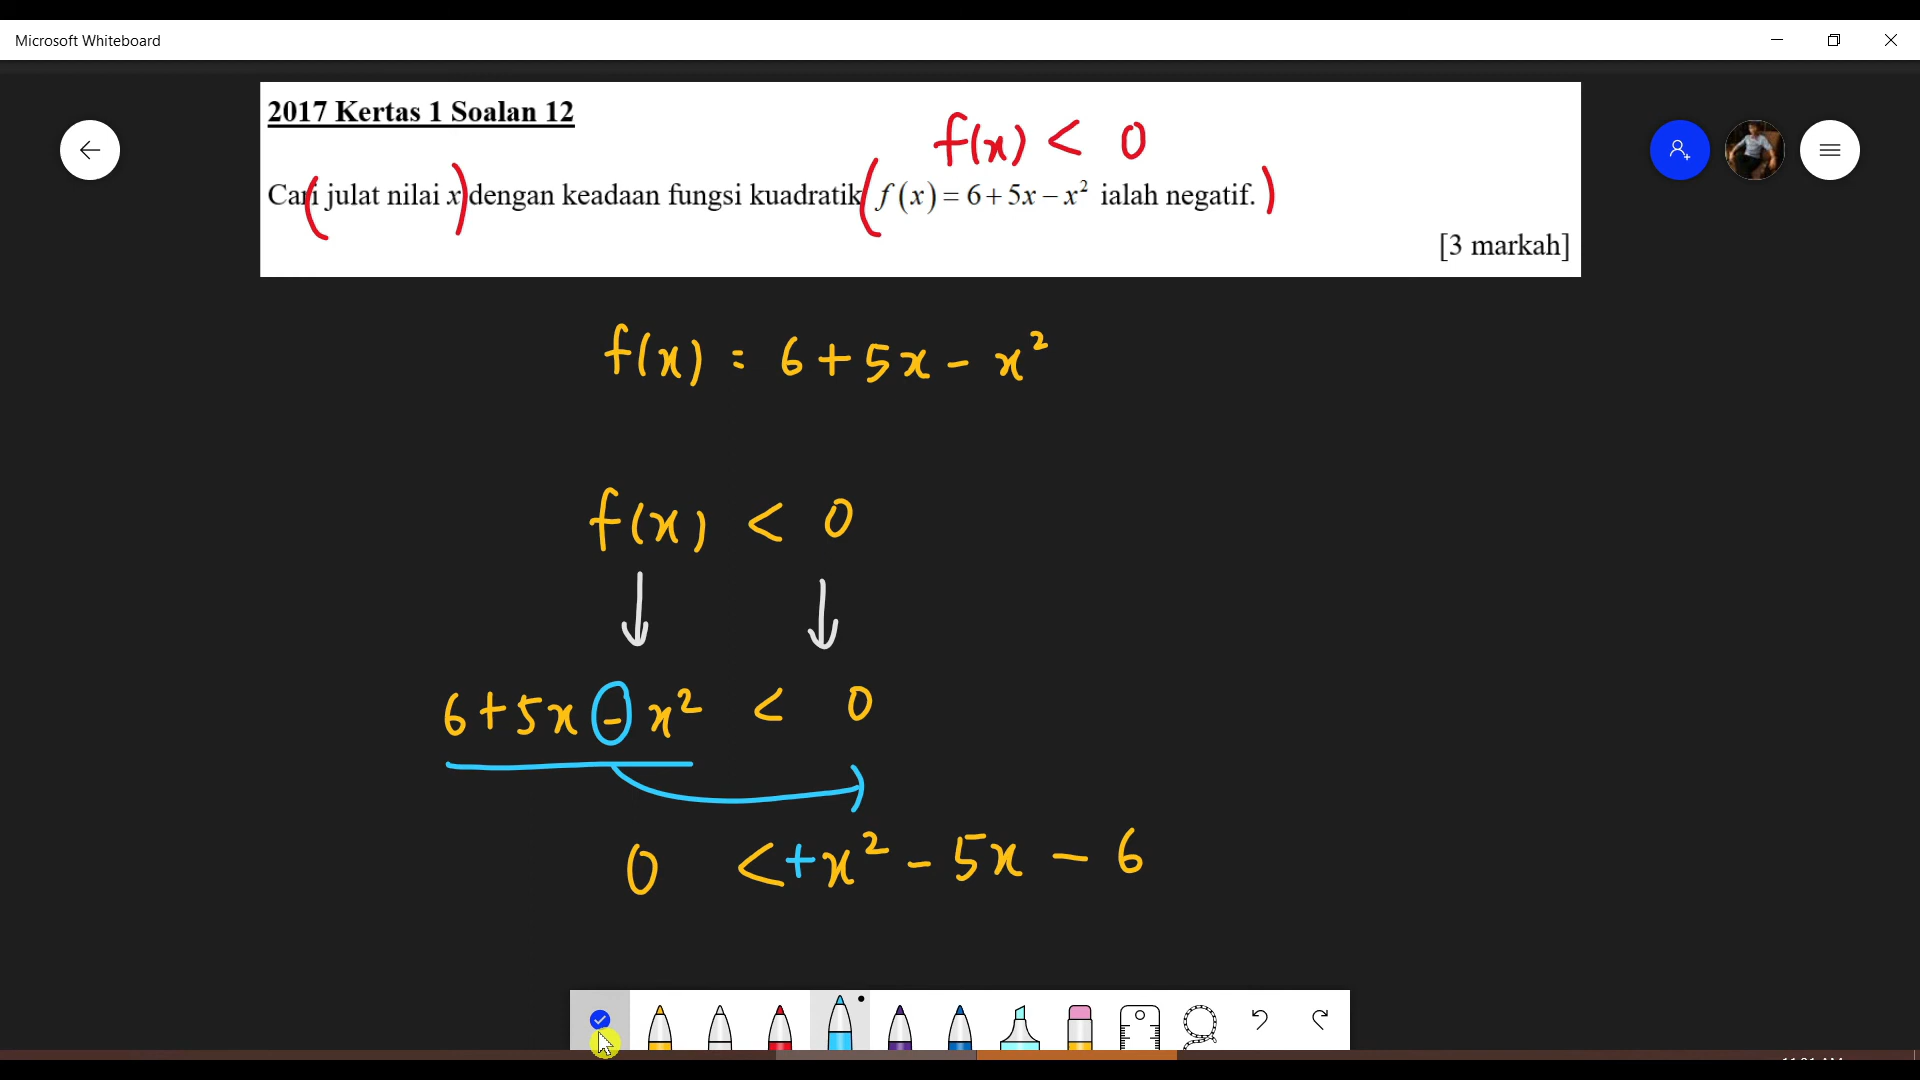 Microsoft Whiteboard
2017 Kertas 1 Soalan 12
f(x) < 0
Cari julat nilai x dengan keadaan fungsi kuadratik f(x) = 6 + 5x − x² ialah negatif.
[3 markah]
f(x) = 6 + 5x − x²
f(x) < 0
6 + 5x − x² < 0
0 < + x² − 5x − 6